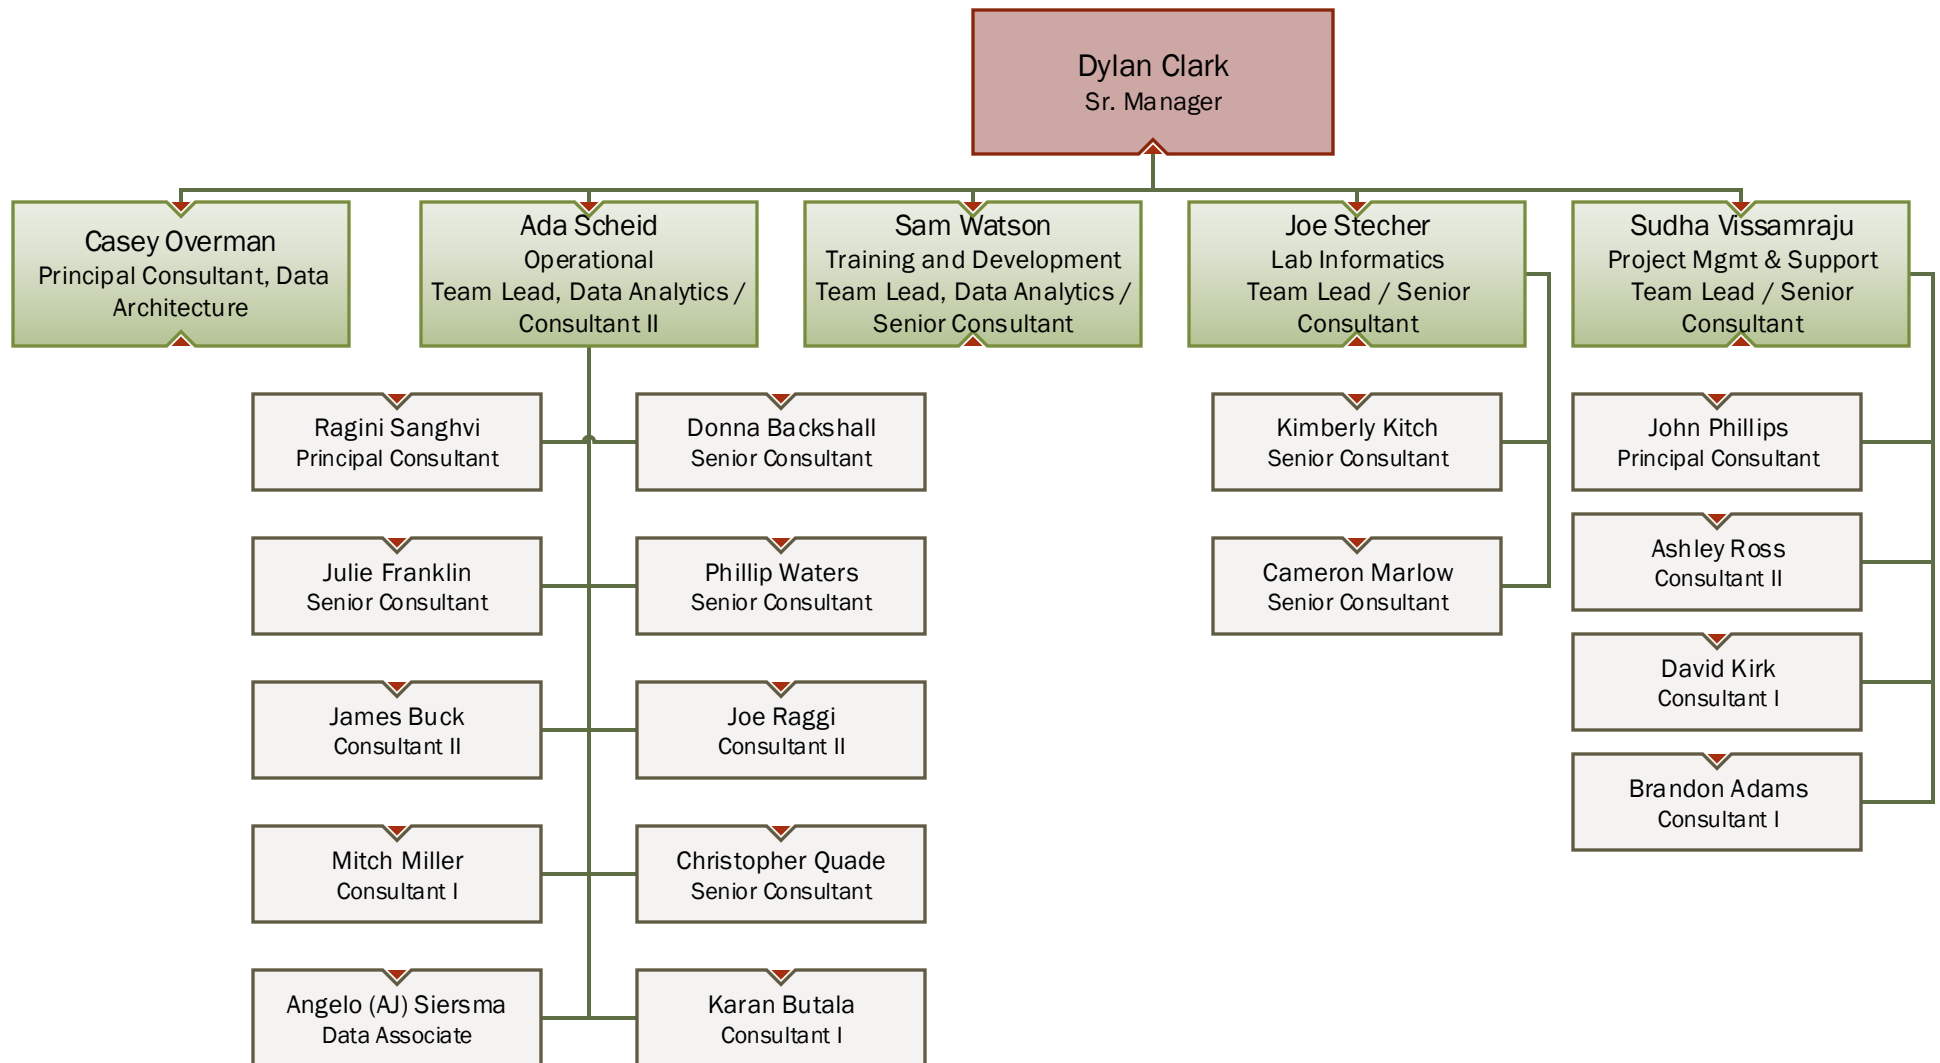 Dylan Clark
Sr. Manager
Casey Overman
Principal Consultant, Data
Architecture
Ada Scheid
Operational
Team Lead, Data Analytics /
Consultant II
Sam Watson
Training and Development
Team Lead, Data Analytics /
Senior Consultant
Joe Stecher
Lab Informatics
Team Lead / Senior
Consultant
Sudha Vissamraju
Project Mgmt & Support
Team Lead / Senior
Consultant
Ragini Sanghvi
Principal Consultant
Donna Backshall
Senior Consultant
Kimberly Kitch
Senior Consultant
John Phillips
Principal Consultant
Ashley Ross
Consultant II
Julie Franklin
Senior Consultant
Phillip Waters
Senior Consultant
Cameron Marlow
Senior Consultant
David Kirk
Consultant I
James Buck
Consultant II
Joe Raggi
Consultant II
Brandon Adams
Consultant I
Mitch Miller
Consultant I
Christopher Quade
Senior Consultant
Angelo (AJ) Siersma
Data Associate
Karan Butala
Consultant I